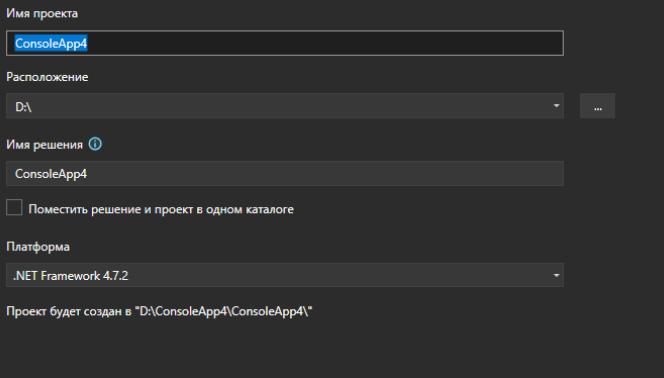 Имя проекта
ConsoleApp4
Расположение
D:\
...
Имя решения
ConsoleApp4
Поместить решение и проект в одном каталоге
Платформа
.NET Framework 4.7.2
Проект будет создан в "D:\ConsoleApp4\ConsoleApp4\"